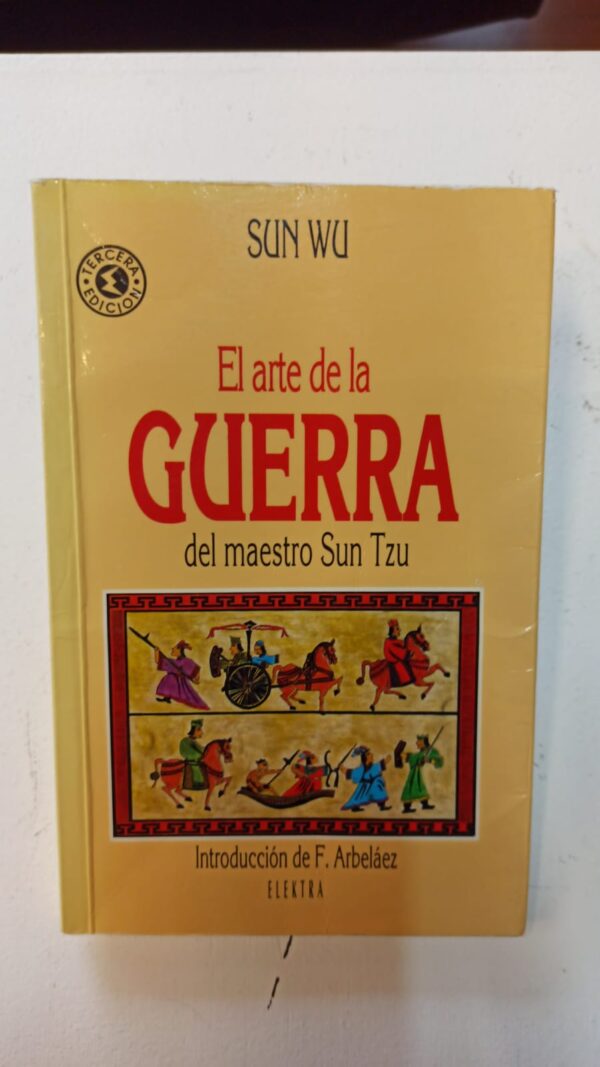 SUN WU
TERCERA
EDICION
El arte de la
GUERRA
del maestro Sun Tzu
Introducción de F. Arbeláez
ELEKTRA